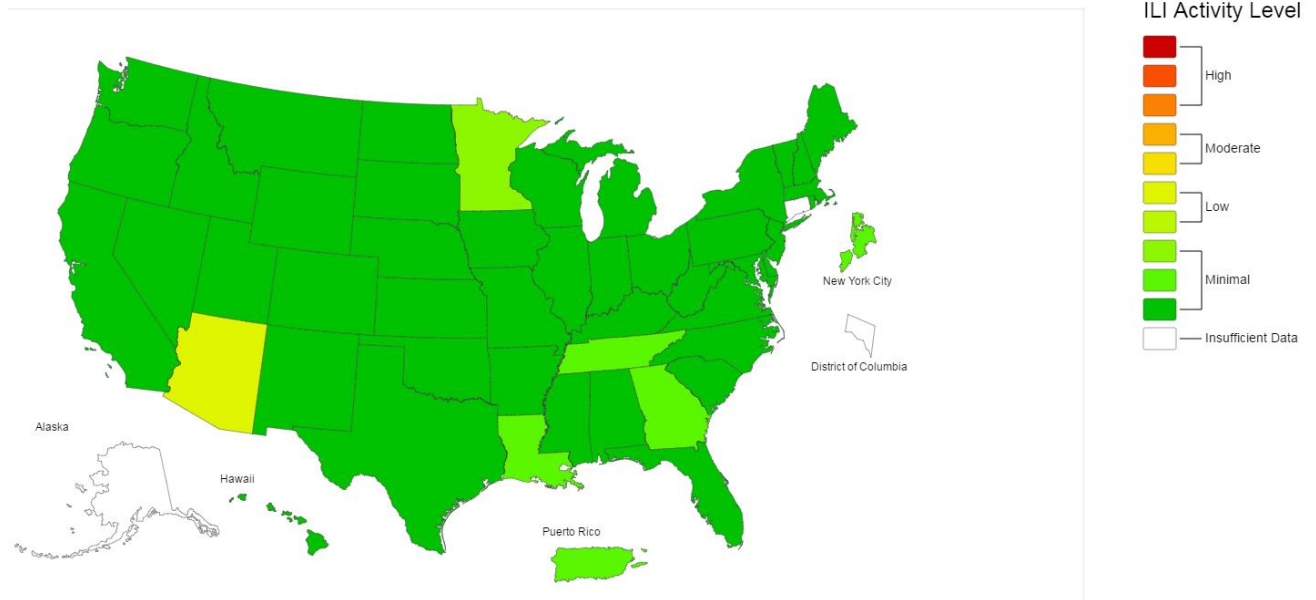 ILI Activity Level
High
Moderate
Low
Minimal
Insufficient Data
New York City
District of Columbia
Alaska
Hawaii
Puerto Rico